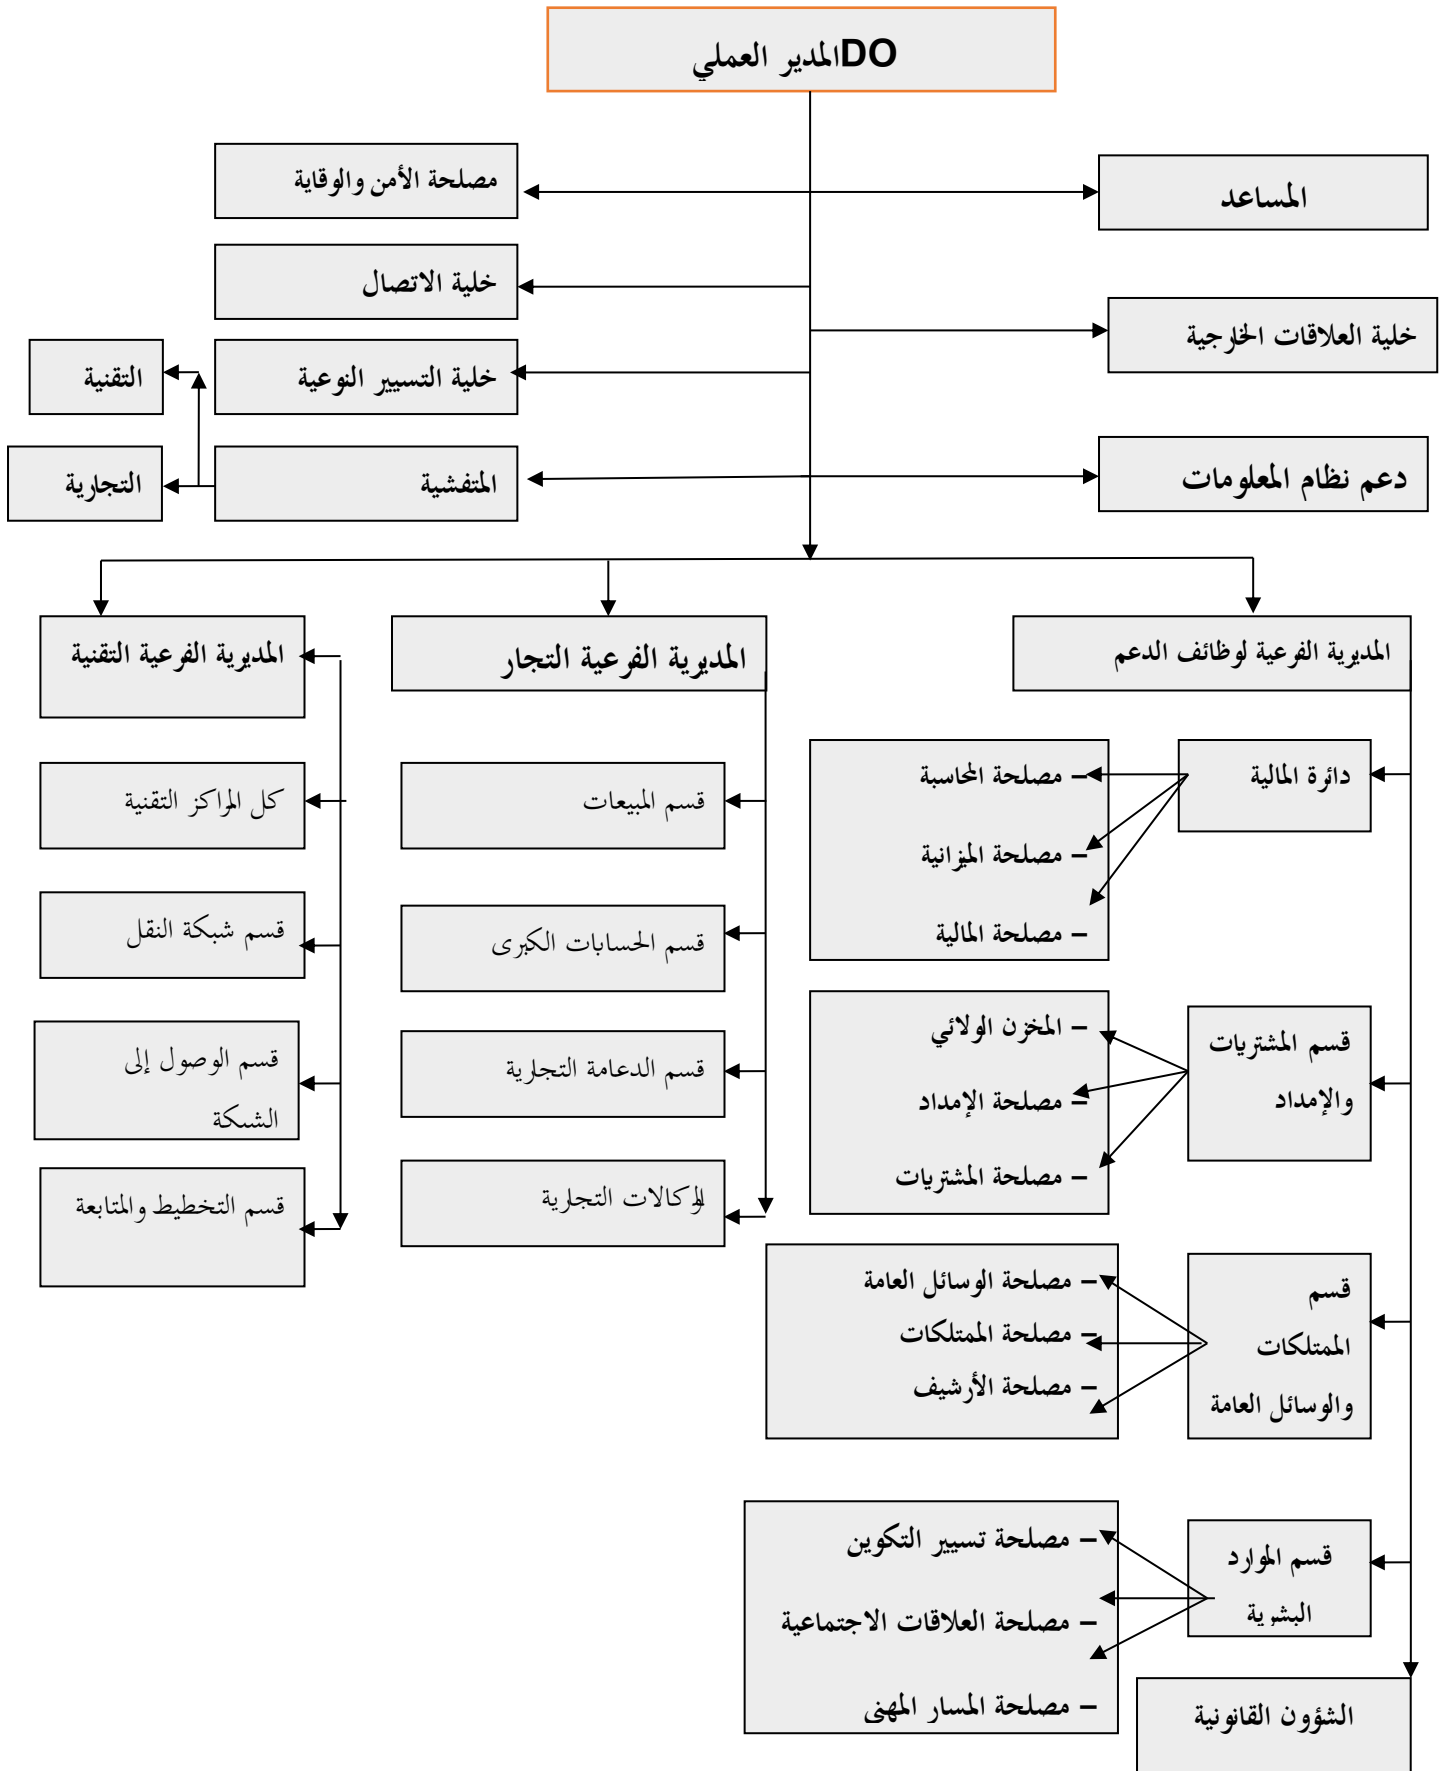 المدير العمليDO
مصلحة الأمن والوقاية
المساعد
خلية الاتصال
خلية العلاقات الخارجية
خلية التسيير النوعية
التقنية
دعم نظام المعلومات
المتفشية
التجارية
المديرية الفرعية لوظائف الدعم
المديرية الفرعية التجار
المديرية الفرعية التقنية
دائرة المالية
– مصلحة المحاسبة
– مصلحة الميزانية
– مصلحة المالية
قسم المبيعات
كل المراكز التقنية
قسم الحسابات الكبرى
قسم شبكة النقل
قسم المشتريات
والإمداد
– المخزن الولائي
– مصلحة الإمداد
– مصلحة المشتريات
قسم الدعامة التجارية
قسم الوصول إلى
الشبكة
الوكالات التجارية
قسم التخطيط والمتابعة
قسم
الممتلكات
والوسائل العامة
– مصلحة الوسائل العامة
– مصلحة الممتلكات
– مصلحة الأرشيف
قسم الموارد
البشرية
– مصلحة تسيير التكوين
– مصلحة العلاقات الاجتماعية
– مصلحة المسار المهني
الشؤون القانونية